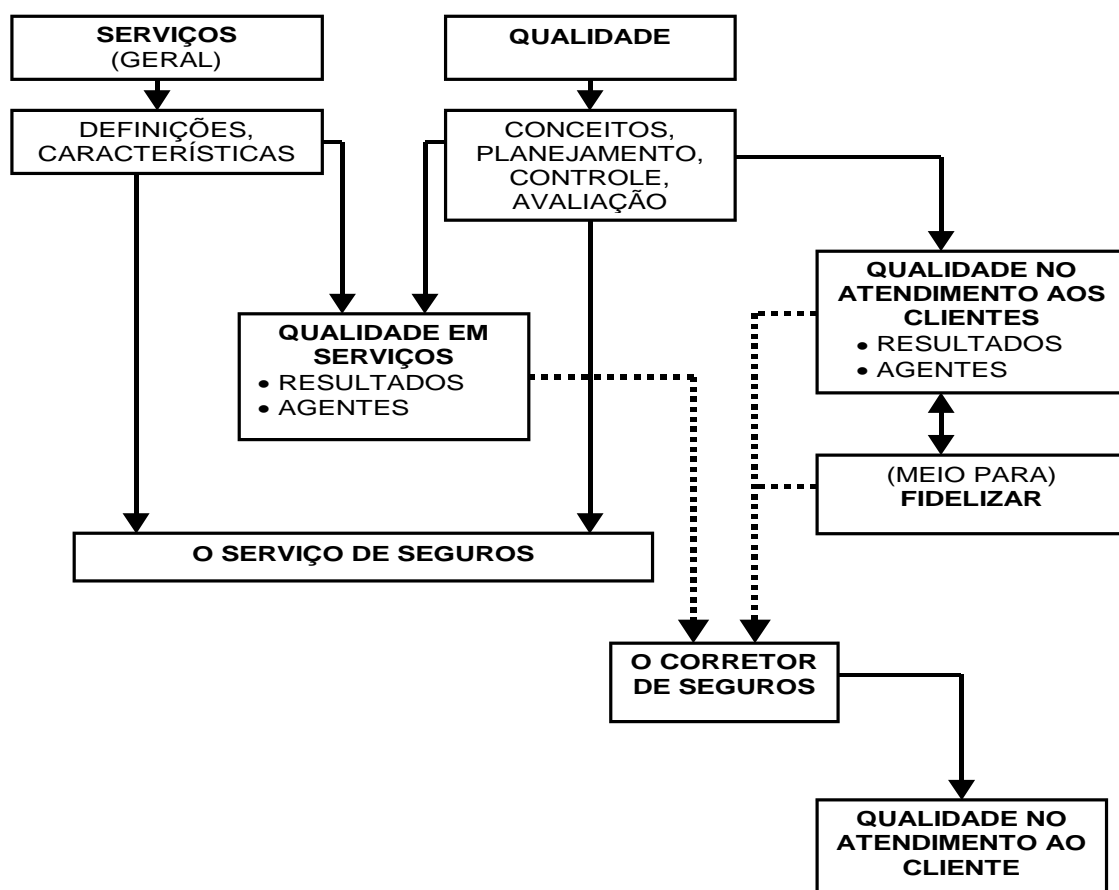 SERVIÇOS
(GERAL)
QUALIDADE
DEFINIÇÕES,
CARACTERÍSTICAS
CONCEITOS,
PLANEJAMENTO,
CONTROLE,
AVALIAÇÃO
QUALIDADE NO
ATENDIMENTO AOS
CLIENTES
• RESULTADOS
• AGENTES
QUALIDADE EM
SERVIÇOS
• RESULTADOS
• AGENTES
(MEIO PARA)
FIDELIZAR
O SERVIÇO DE SEGUROS
O CORRETOR
DE SEGUROS
QUALIDADE NO
ATENDIMENTO AO
CLIENTE